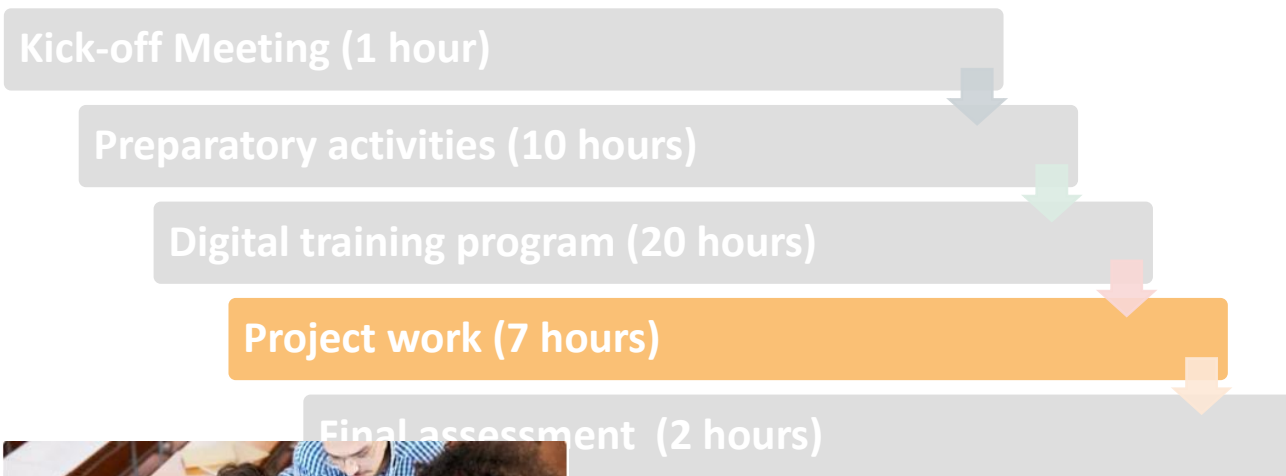 Kick-off Meeting (1 hour)
Preparatory activities (10 hours)
Digital training program (20 hours)
Project work (7 hours)
Final assessment (2 hours)